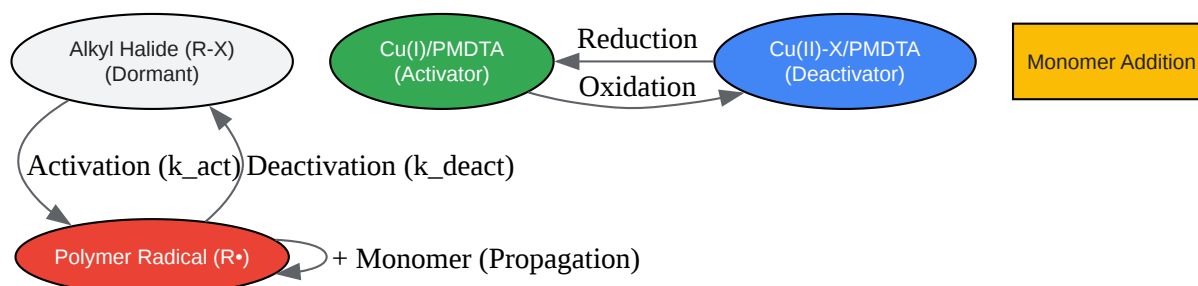 Alkyl Halide (R-X)
(Dormant)
Cu(I)/PMDTA
(Activator)
Reduction
Oxidation
Cu(II)-X/PMDTA
(Deactivator)
Monomer Addition
Activation (k_act)
Deactivation (k_deact)
Polymer Radical (R•)
+ Monomer (Propagation)